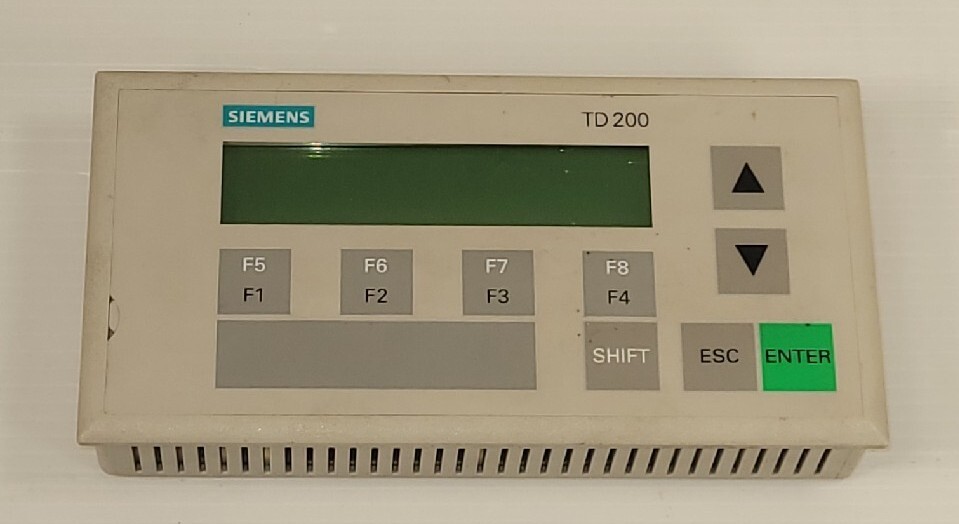 SIEMENS
TD 200
F5 F6 F7 F8
F1 F2 F3 F4
SHIFT ESC ENTER